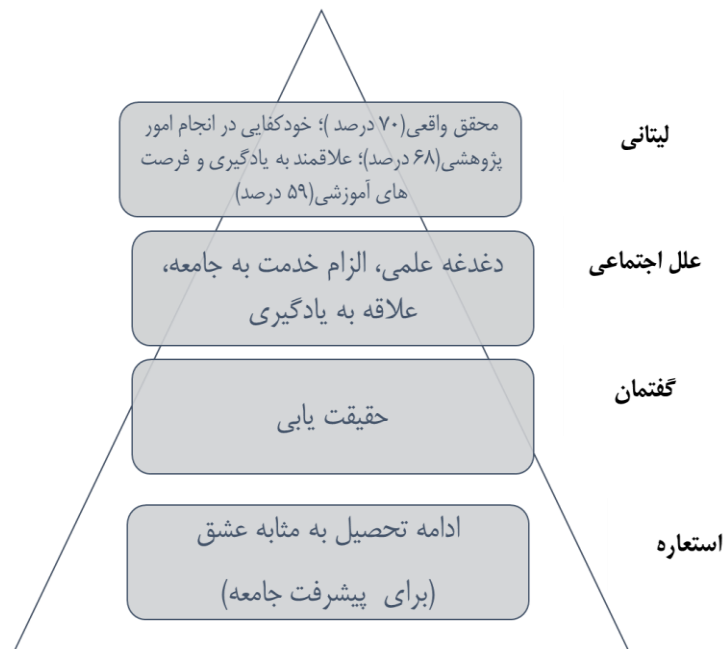 لیتانی
محقق واقعی(۷۰ درصد )؛ خودکفایی در انجام امور
پژوهشی(۶۸ درصد)؛ علاقمند به یادگیری و فرصت
های آموزشی(۵۹ درصد)
علل اجتماعی
دغدغه علمی، الزام خدمت به جامعه،
علاقه به یادگیری
گفتمان
حقیقت یابی
استعاره
ادامه تحصیل به مثابه عشق
(برای پیشرفت جامعه)